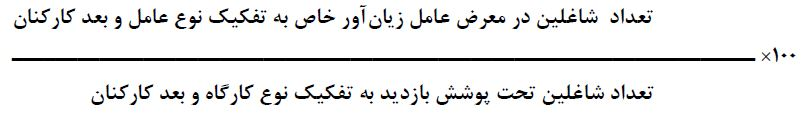 تعداد شاغلین در معرض عامل زیان‌آور خاص به تفکیک نوع عامل و بعد کارکنان
×۱۰۰
تعداد شاغلین تحت پوشش بازدید به تفکیک نوع کارگاه و بعد کارکنان